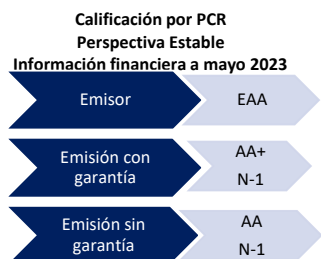 Calificación por PCR
Perspectiva Estable
Información financiera a mayo 2023
Emisor
EAA
Emisión con
garantía
AA+
N-1
Emisión sin
garantía
AA
N-1